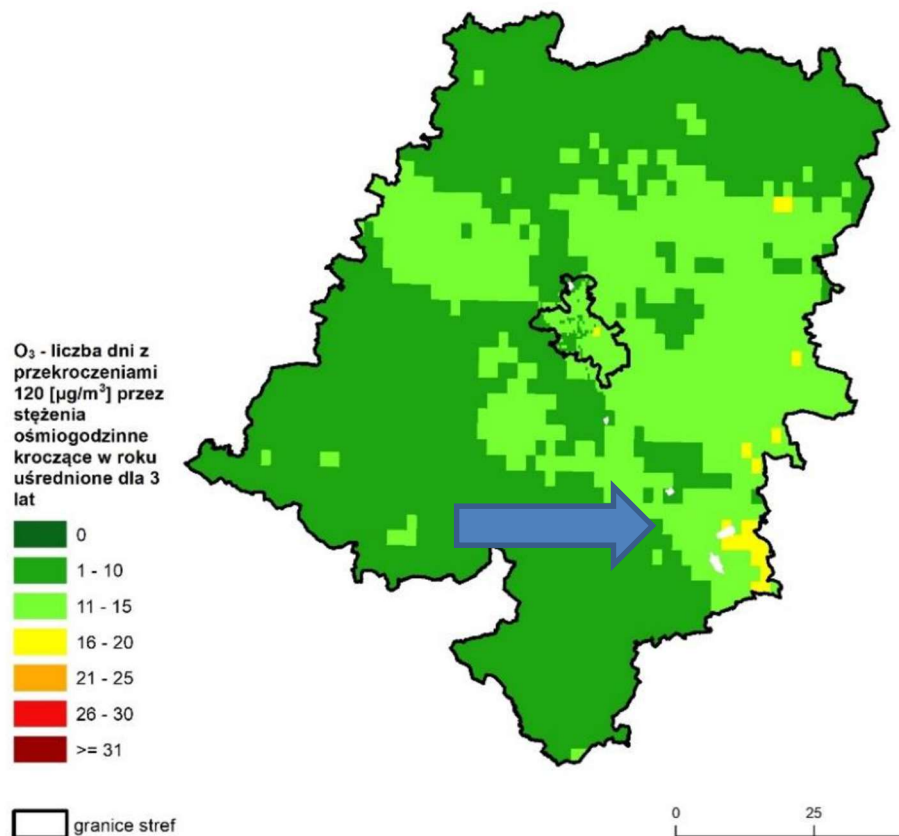 O₃ - liczba dni z
przekroczeniami
120 [µg/m³] przez
stężenia
ośmiogodzinne
kroczące w roku
uśrednione dla 3
lat
0
1 - 10
11 - 15
16 - 20
21 - 25
26 - 30
>= 31
granice stref
0 25